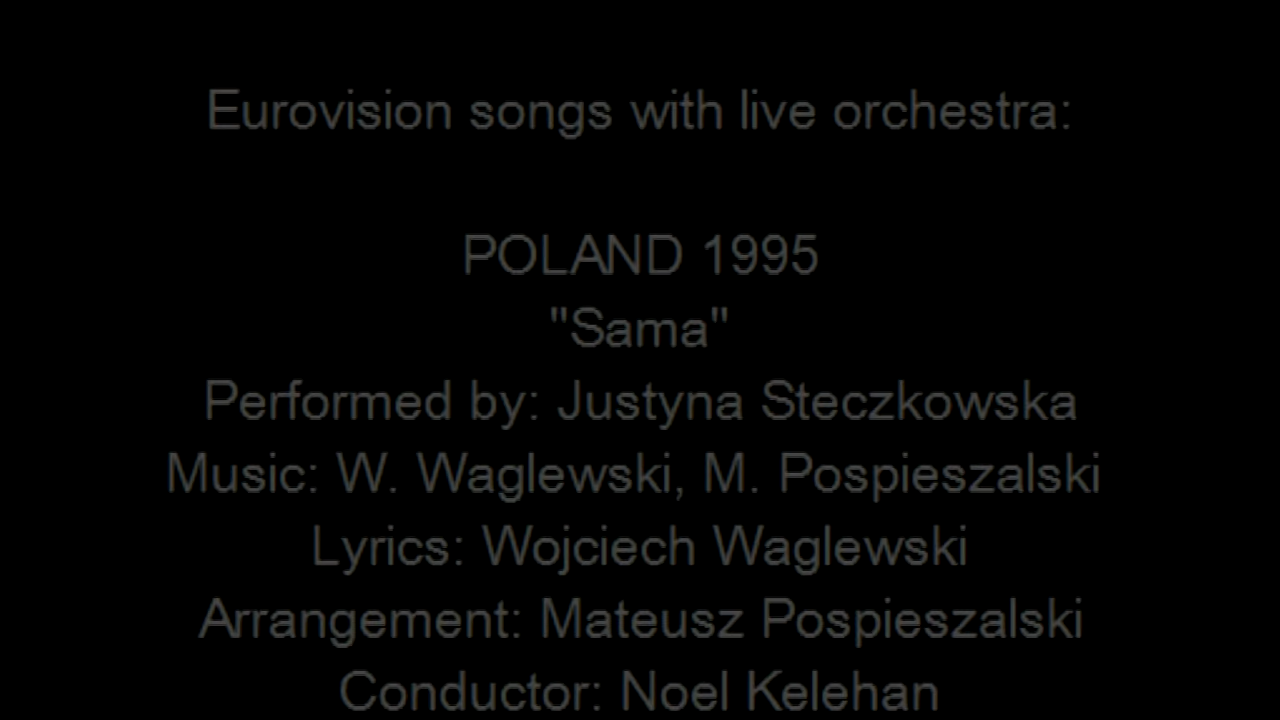 Eurovision songs with live orchestra:
POLAND 1995
"Sama"
Performed by: Justyna Steczkowska
Music: W. Waglewski, M. Pospieszalski
Lyrics: Wojciech Waglewski
Arrangement: Mateusz Pospieszalski
Conductor: Noel Kelehan